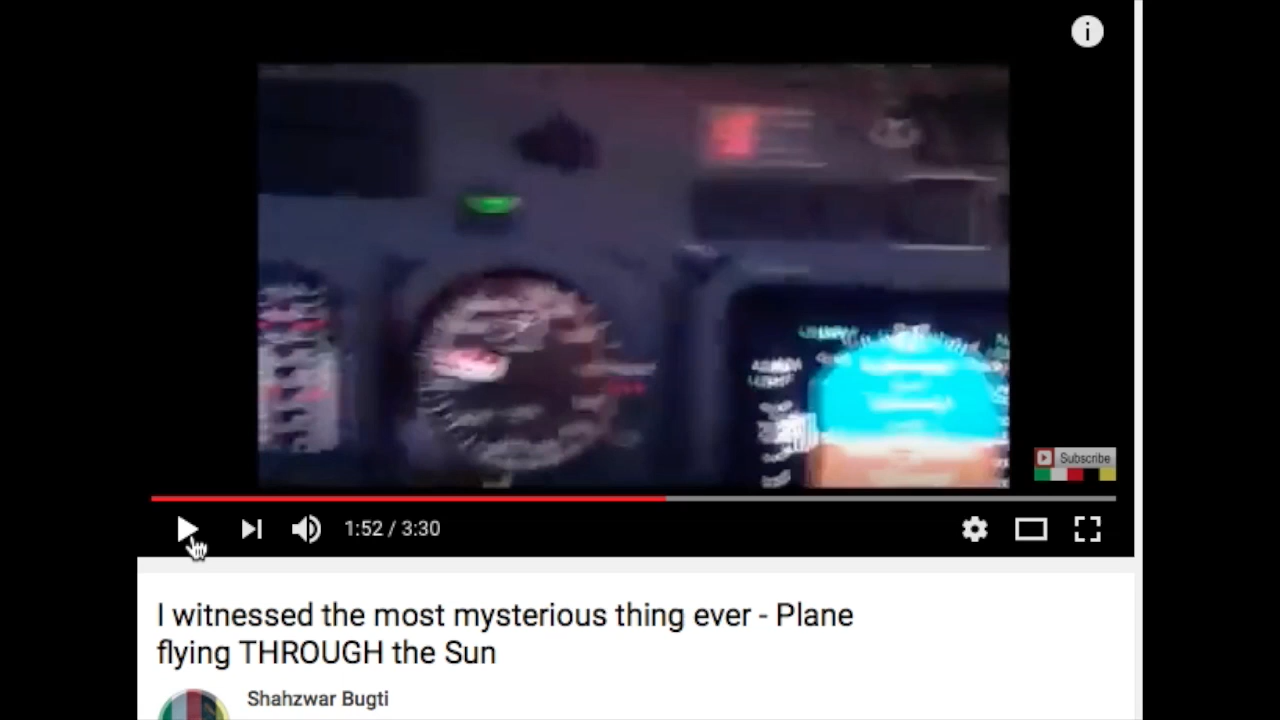 Subscribe
1:52 / 3:30
I witnessed the most mysterious thing ever - Plane
flying THROUGH the Sun
Shahzwar Bugti